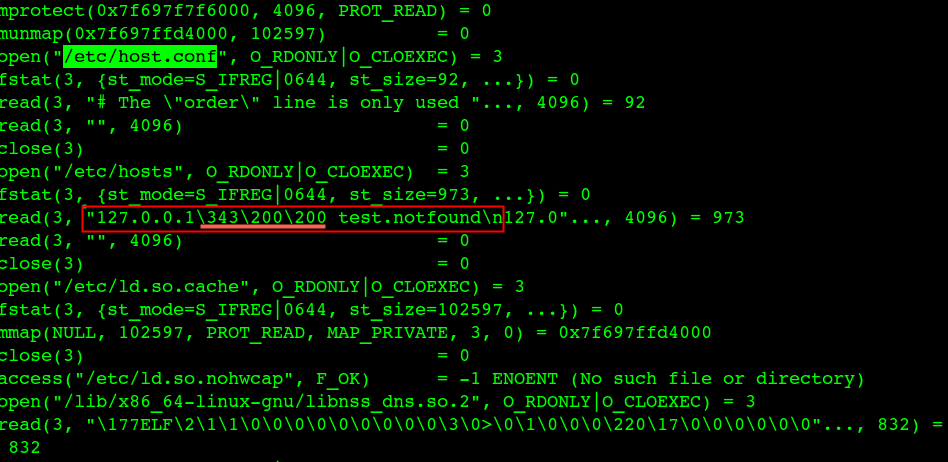 mprotect(0x7f697f7f6000, 4096, PROT_READ) = 0
munmap(0x7f697ffd4000, 102597)          = 0
open("/etc/host.conf", O_RDONLY|O_CLOEXEC) = 3
fstat(3, {st_mode=S_IFREG|0644, st_size=92, ...}) = 0
read(3, "# The \"order\" line is only used "..., 4096) = 92
read(3, "", 4096)                       = 0
close(3)                                = 0
open("/etc/hosts", O_RDONLY|O_CLOEXEC)  = 3
fstat(3, {st_mode=S_IFREG|0644, st_size=973, ...}) = 0
read(3, "127.0.0.1\343\200\200 test.notfound\n127.0"..., 4096) = 973
read(3, "", 4096)                       = 0
close(3)                                = 0
open("/etc/ld.so.cache", O_RDONLY|O_CLOEXEC) = 3
fstat(3, {st_mode=S_IFREG|0644, st_size=102597, ...}) = 0
mmap(NULL, 102597, PROT_READ, MAP_PRIVATE, 3, 0) = 0x7f697ffd4000
close(3)                                = 0
access("/etc/ld.so.nohwcap", F_OK)      = -1 ENOENT (No such file or directory)
open("/lib/x86_64-linux-gnu/libnss_dns.so.2", O_RDONLY|O_CLOEXEC) = 3
read(3, "\177ELF\2\1\1\0\0\0\0\0\0\0\0\0\3\0>\0\1\0\0\0\220\17\0\0\0\0\0\0"..., 832) =
832